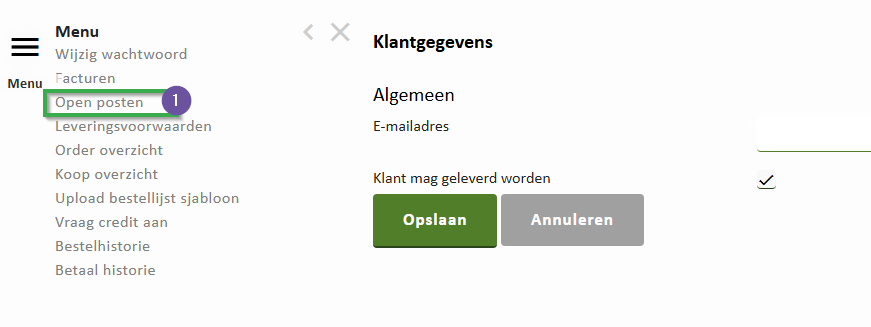 Menu
Menu
Wijzig wachtwoord
Facturen
Open posten
1
Leveringsvoorwaarden
Order overzicht
Koop overzicht
Upload bestellijst sjabloon
Vraag credit aan
Bestelhistorie
Betaal historie
Klantgegevens
Algemeen
E-mailadres
Klant mag geleverd worden
Opslaan
Annuleren